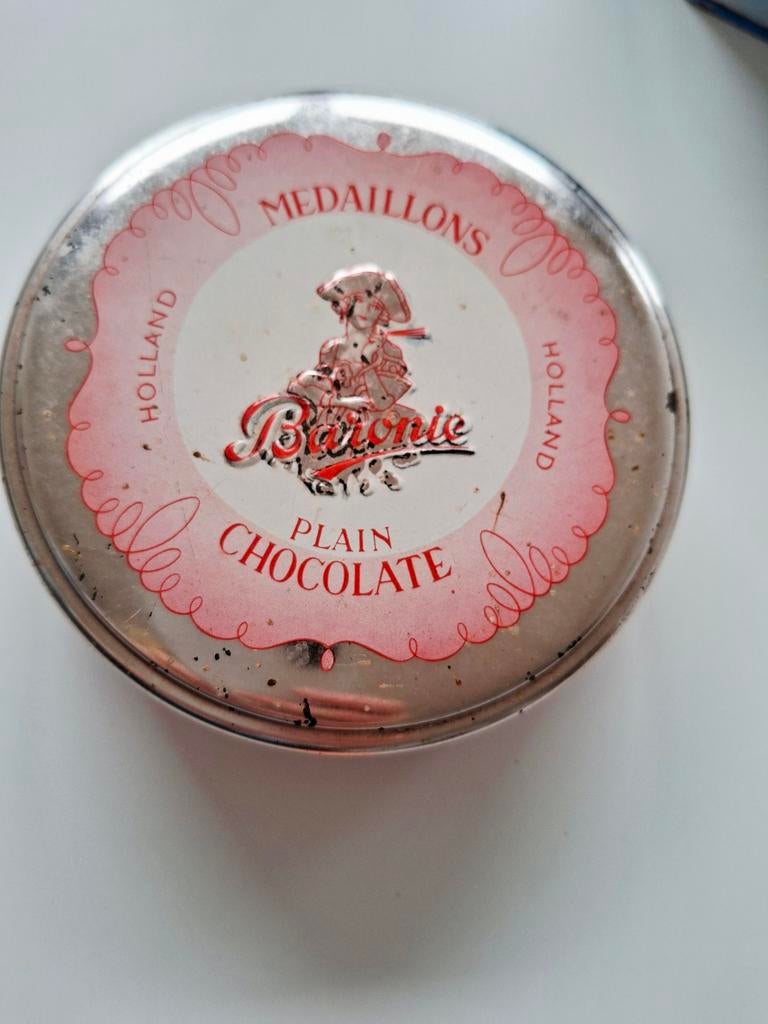 MEDAILLONS
HOLLAND
HOLLAND
Baronie
PLAIN
CHOCOLATE